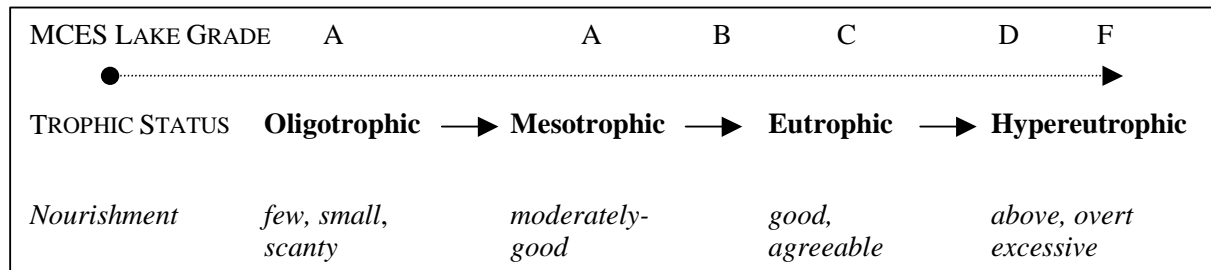 MCES LAKE GRADE A A B C D F
TROPHIC STATUS Oligotrophic Mesotrophic Eutrophic Hypereutrophic
Nourishment few, small, moderately- good, above, overt
scanty good agreeable excessive